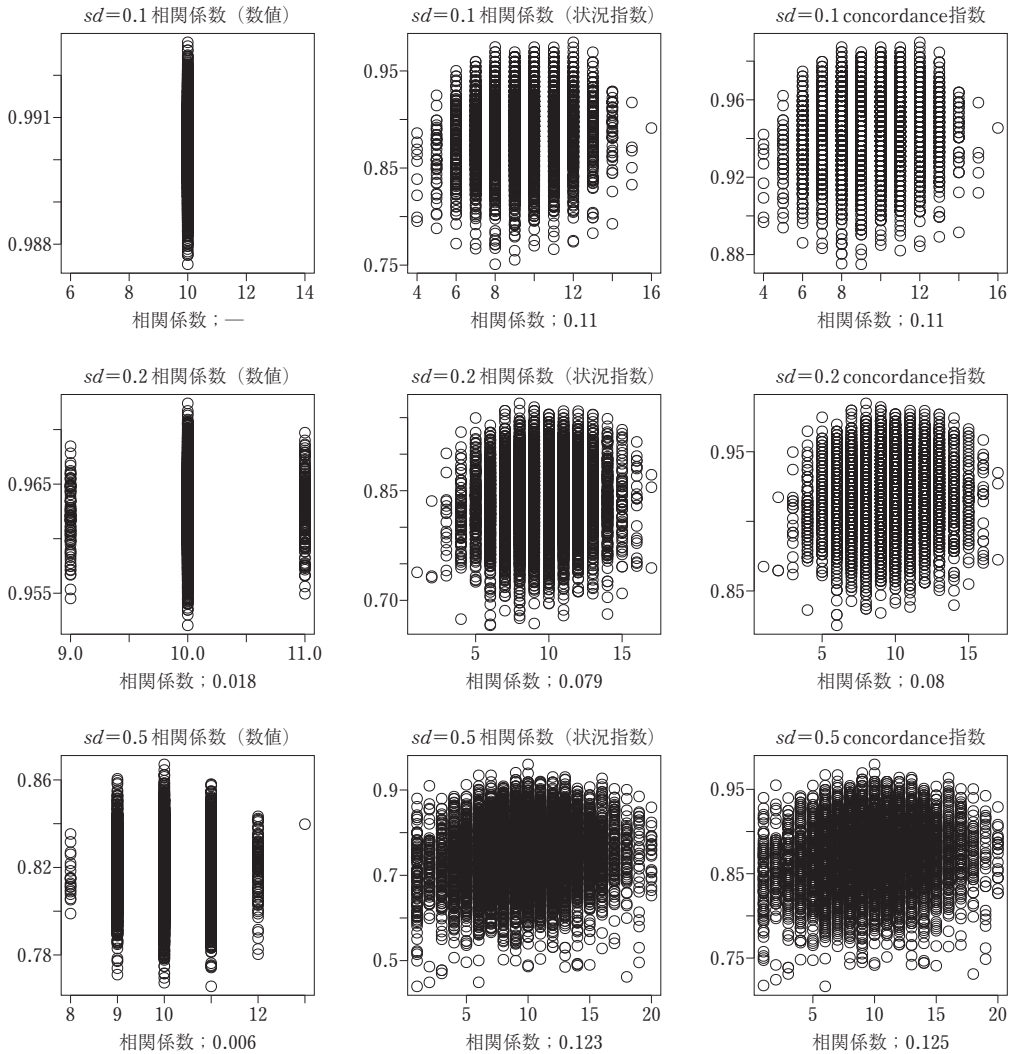 sd=0.1 相関係数（数値）
0.991
0.988
6 8 10 12 14
相関係数；—
sd=0.1 相関係数（状況指数）
0.95
0.85
0.75
4 6 8 12 16
相関係数；0.11
sd=0.1 concordance指数
0.96
0.92
0.88
4 6 8 10 12 16
相関係数；0.11
sd=0.2 相関係数（数値）
0.965
0.955
9.0 10.0 11.0
相関係数；0.018
sd=0.2 相関係数（状況指数）
0.85
0.70
5 10 15
相関係数；0.079
sd=0.2 concordance指数
0.95
0.85
5 10 15
相関係数；0.08
sd=0.5 相関係数（数値）
0.86
0.82
0.78
8 9 10 12
相関係数；0.006
sd=0.5 相関係数（状況指数）
0.9
0.7
0.5
5 10 15 20
相関係数；0.123
sd=0.5 concordance指数
0.95
0.85
0.75
5 10 15 20
相関係数；0.125